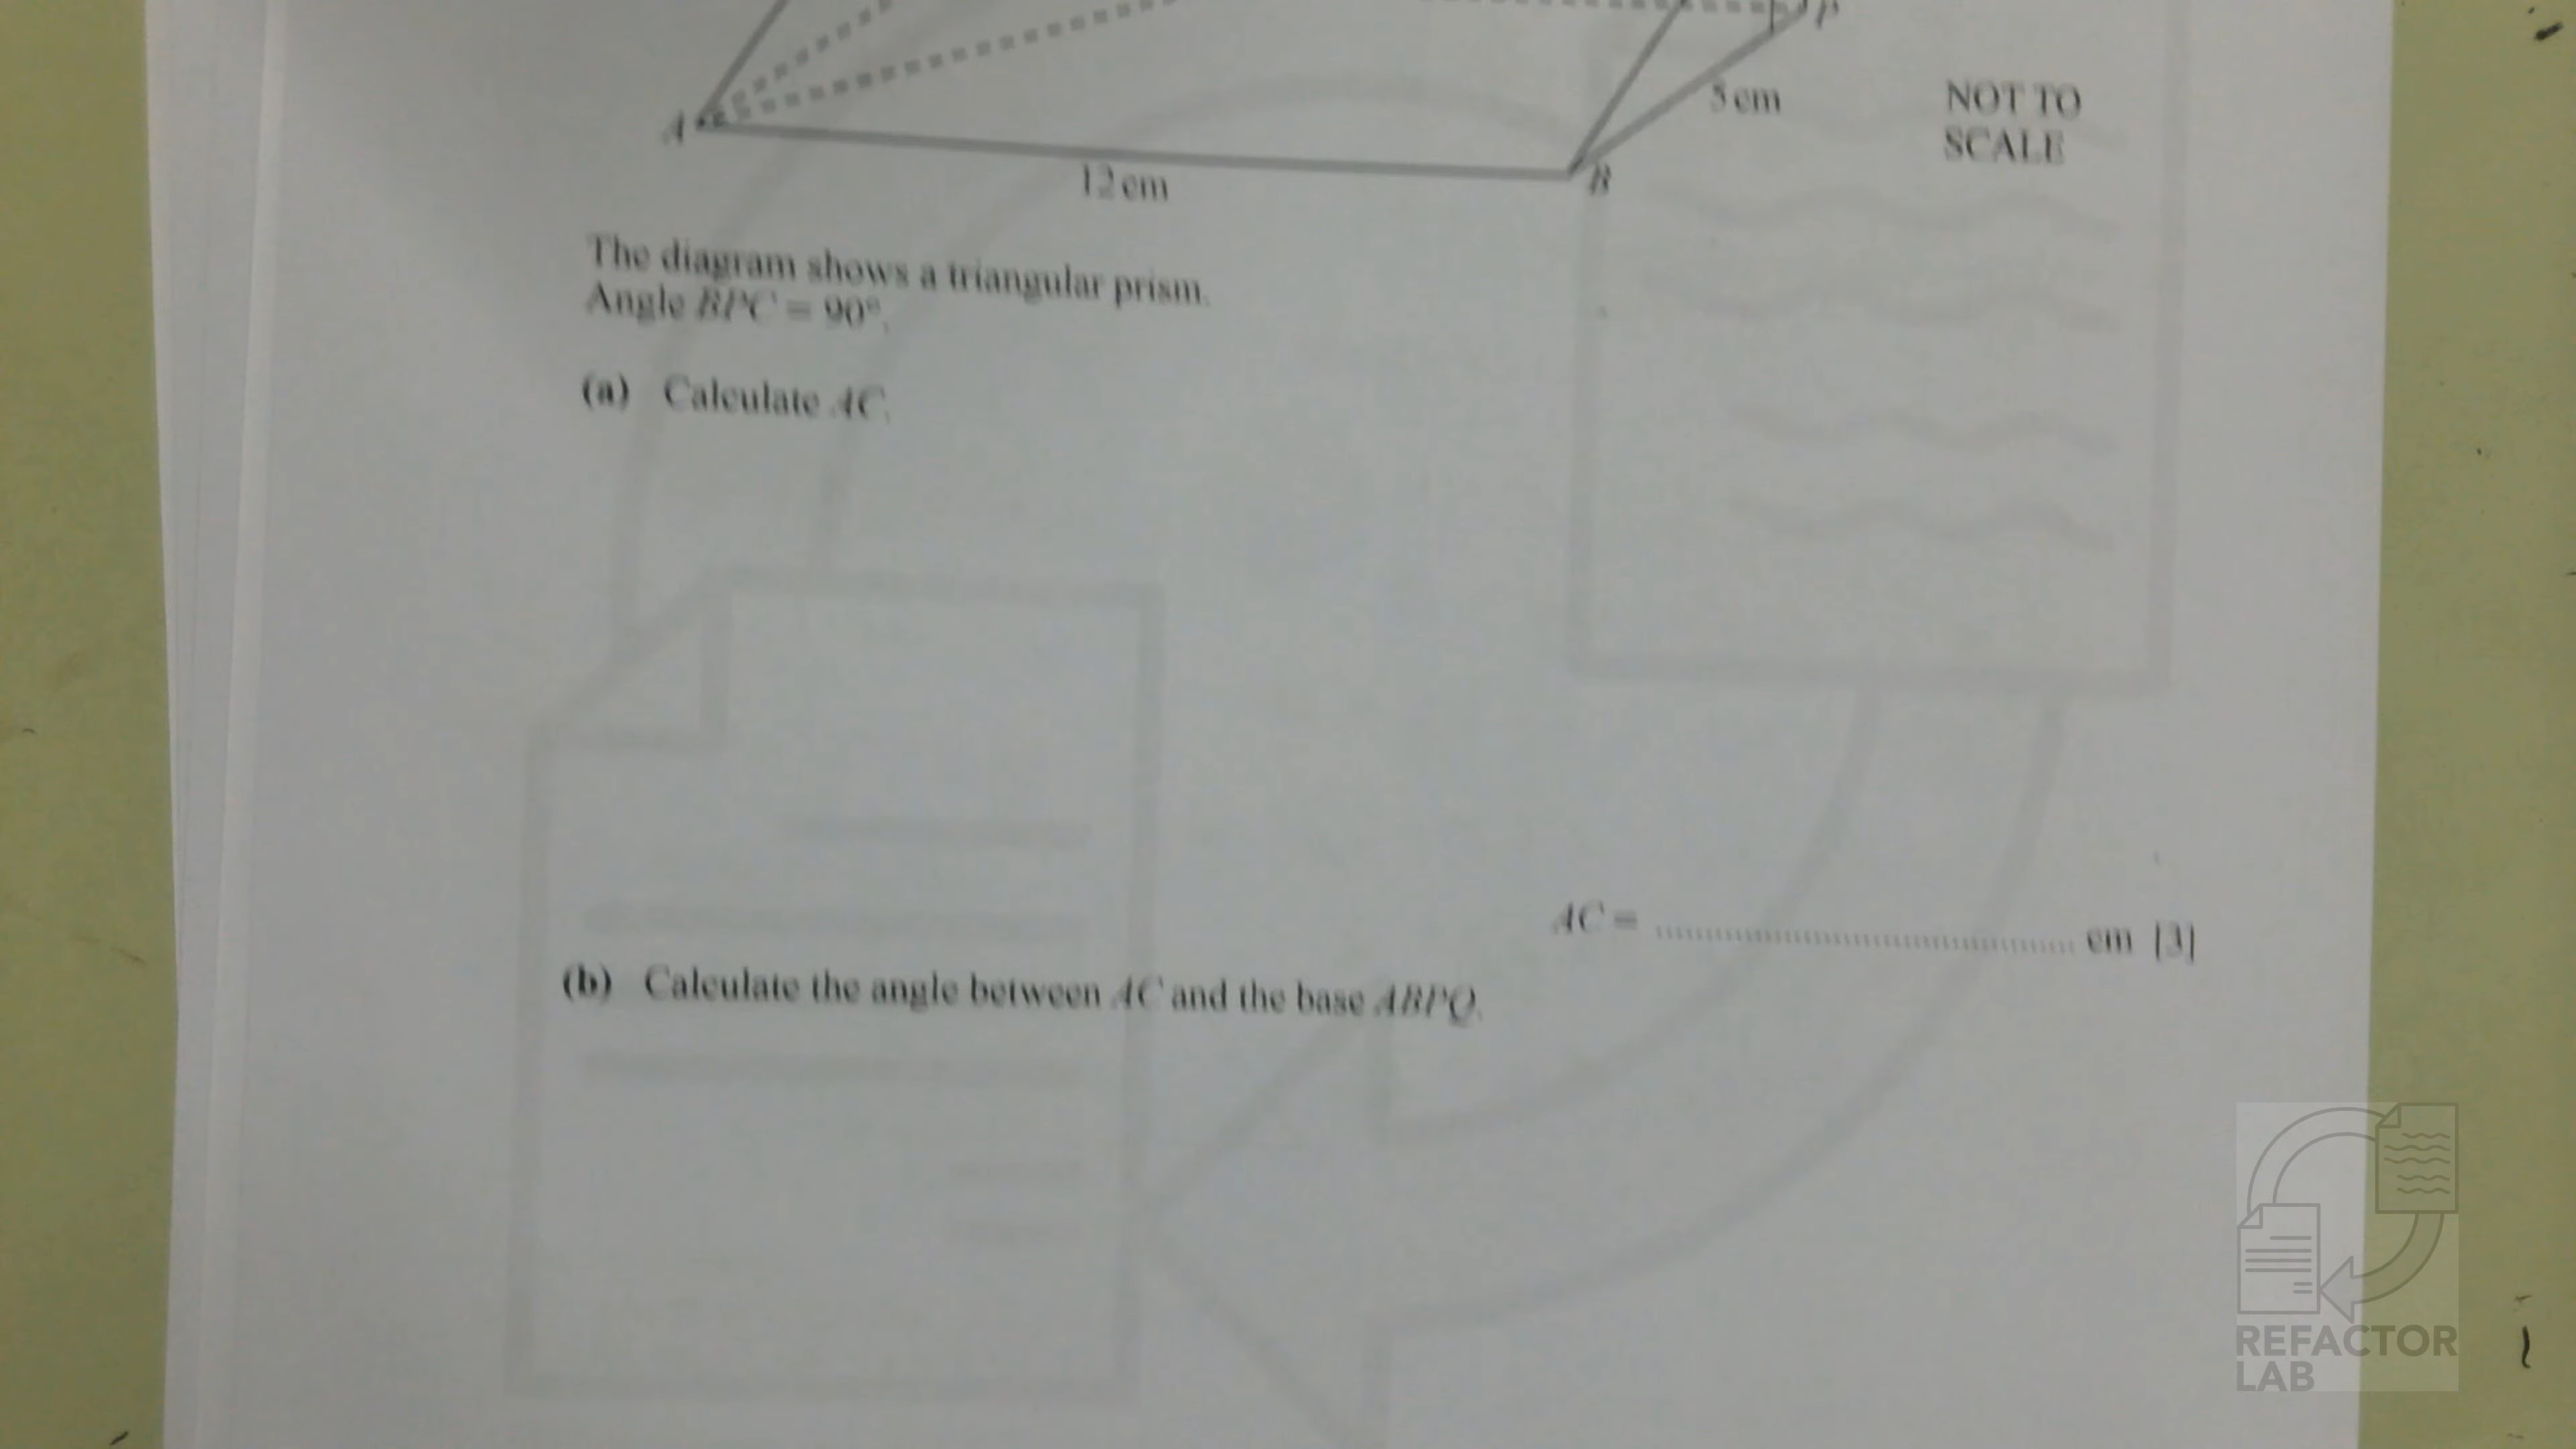 P
5 cm
NOT TO
SCALE
A
12 cm
B
The diagram shows a triangular prism.
Angle BPC = 90°.
(a) Calculate AC.
AC = ........................................ cm [3]
(b) Calculate the angle between AC and the base ABPQ.
REFACTOR
LAB